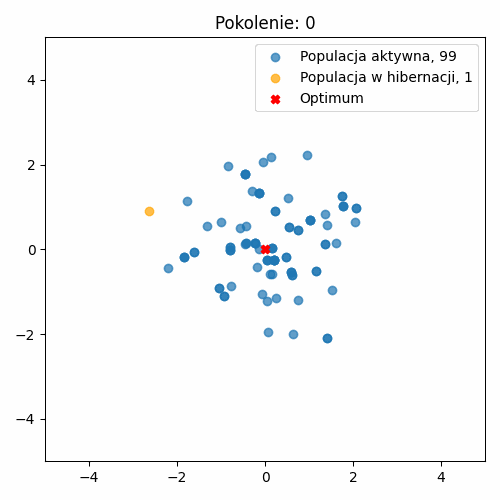 Pokolenie: 0
Populacja aktywna, 99
Populacja w hibernacji, 1
Optimum
4
2
0
−2
−4
−4
−2
0
2
4